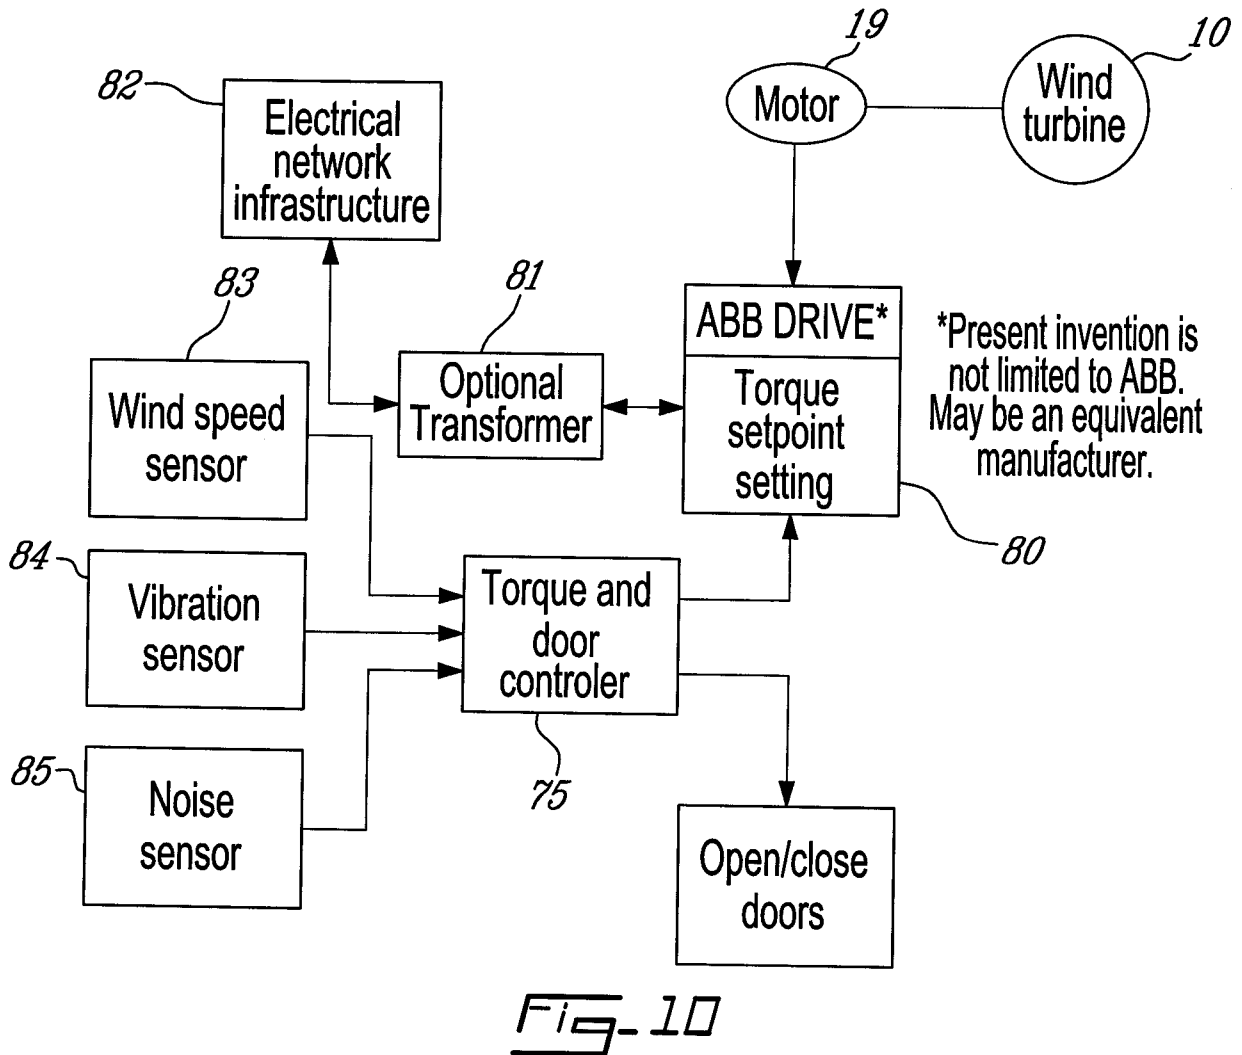 19
10
82
Electrical
network
infrastructure
Motor
Wind
turbine
83
81
ABB DRIVE*
Torque
setpoint
setting
*Present invention is
not limited to ABB.
May be an equivalent
manufacturer.
Wind speed
sensor
Optional
Transformer
80
84
Vibration
sensor
Torque and
door
controler
75
85
Noise
sensor
Open/close
doors
Fig-10